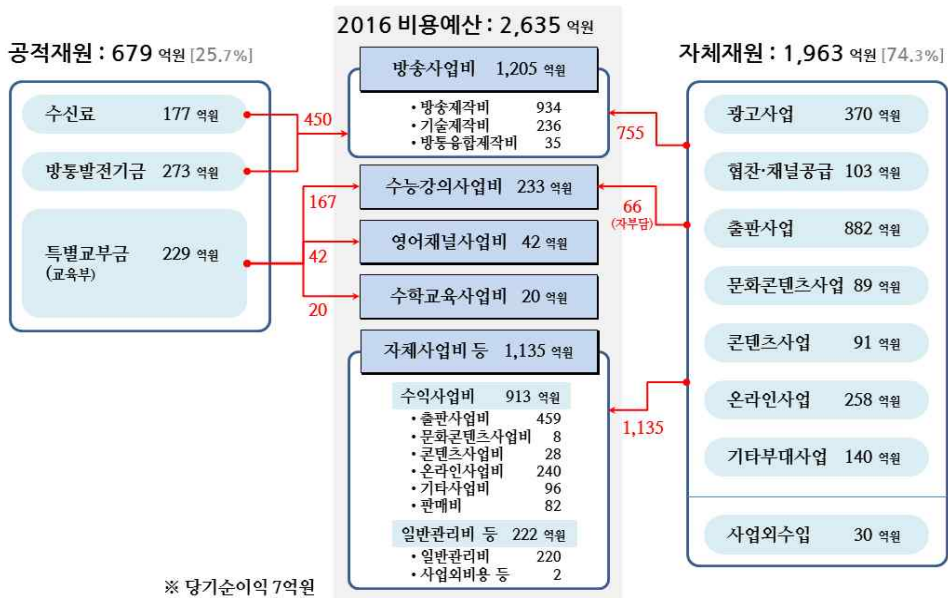 2016 비용예산 : 2,635 억원
공적재원 : 679 억원 [25.7%]
수신료 177 억원
방통발전기금 273 억원
특별교부금 229 억원
(교육부)
450
167
42
20
방송사업비 1,205 억원
• 방송제작비 934
• 기술제작비 236
• 방통융합제작비 35
수능강의사업비 233 억원
영어채널사업비 42 억원
수학교육사업비 20 억원
자체사업비 등 1,135 억원
수익사업비 913 억원
• 출판사업비 459
• 문화콘텐츠사업비 8
• 콘텐츠사업비 28
• 온라인사업비 240
• 기타사업비 96
• 판매비 82
일반관리비 등 222 억원
• 일반관리비 220
• 사업외비용 등 2
755
66
(자부담)
1,135
자체재원 : 1,963 억원 [74.3%]
광고사업 370 억원
협찬·채널공급 103 억원
출판사업 882 억원
문화콘텐츠사업 89 억원
콘텐츠사업 91 억원
온라인사업 258 억원
기타부대사업 140 억원
사업외수입 30 억원
※ 당기순이익 7억원